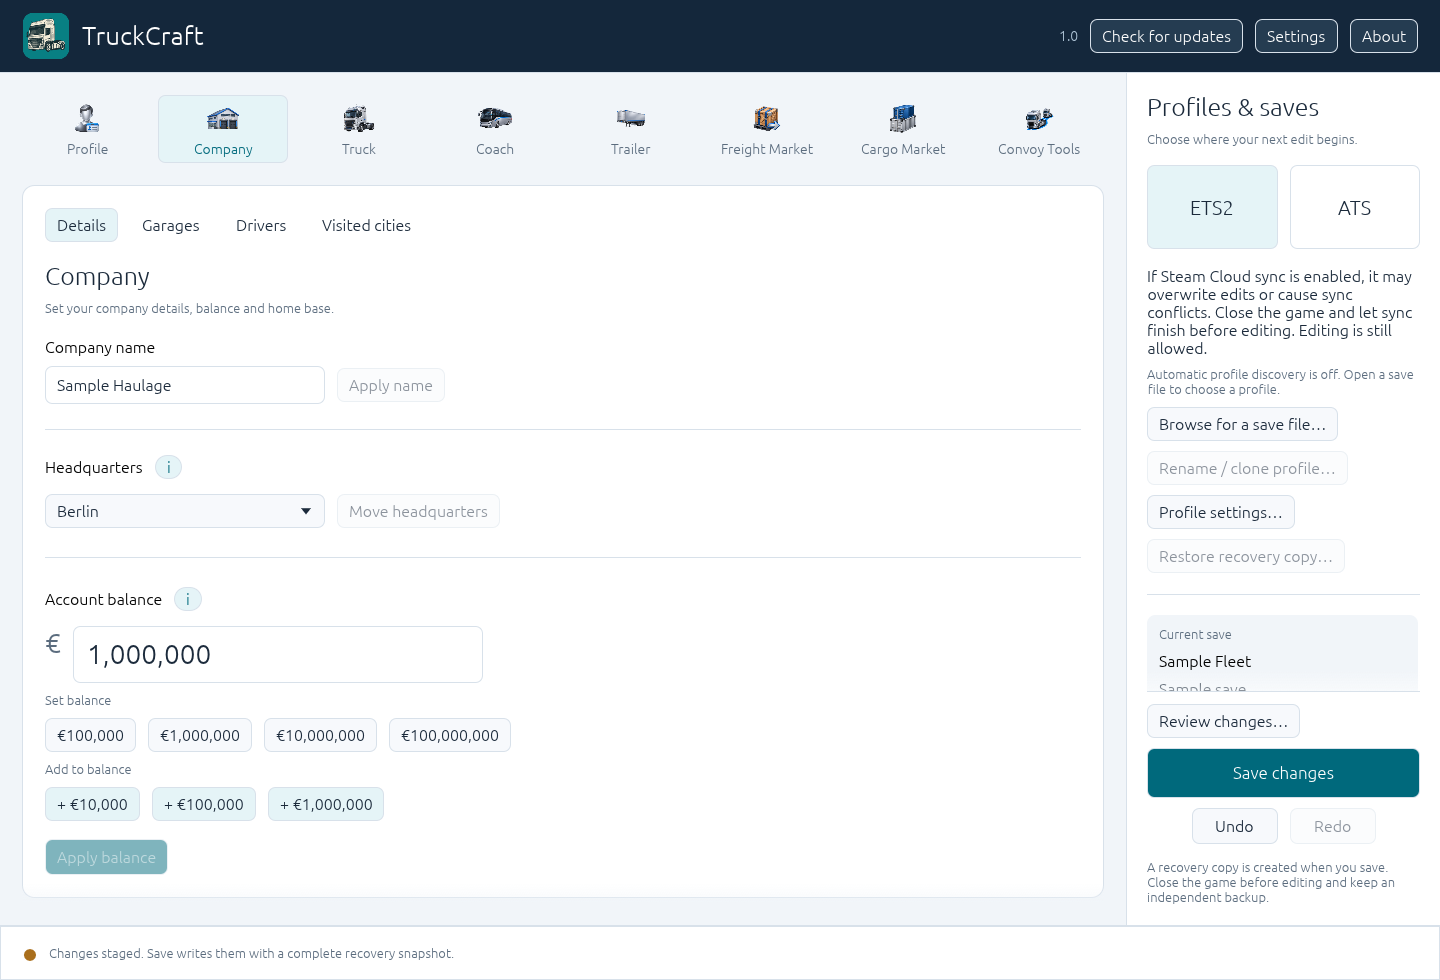 TruckCraft
1.0
Check for updates
Settings
About
Profile
Company
Truck
Coach
Trailer
Freight Market
Cargo Market
Convoy Tools
Details
Garages
Drivers
Visited cities
Company
Set your company details, balance and home base.
Company name
Sample Haulage
Apply name
Headquarters
i
Berlin
Move headquarters
Account balance
i
€
1,000,000
Set balance
€100,000
€1,000,000
€10,000,000
€100,000,000
Add to balance
+ €10,000
+ €100,000
+ €1,000,000
Apply balance
Profiles & saves
Choose where your next edit begins.
ETS2
ATS
If Steam Cloud sync is enabled, it may
overwrite edits or cause sync
conflicts. Close the game and let sync
finish before editing. Editing is still
allowed.
Automatic profile discovery is off. Open a save
file to choose a profile.
Browse for a save file...
Rename / clone profile...
Profile settings...
Restore recovery copy...
Current save
Sample Fleet
Sample save
Review changes...
Save changes
Undo
Redo
A recovery copy is created when you save.
Close the game before editing and keep an
independent backup.
Changes staged. Save writes them with a complete recovery snapshot.